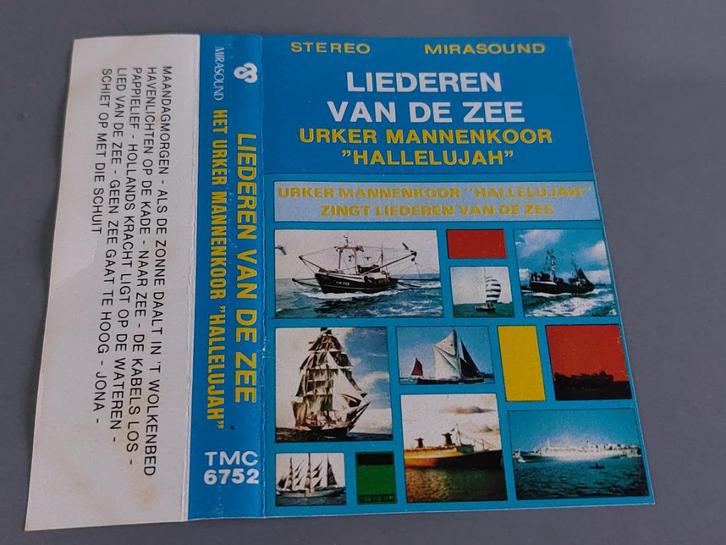 STEREO MIRASOUND
LIEDEREN
VAN DE ZEE
URKER MANNENKOOR
"HALLELUJAH"
URKER MANNENKOOR "HALLELUJAH"
ZINGT LIEDEREN VAN DE ZEE
MIRASOUND
LIEDEREN VAN DE ZEE
HET URKER MANNENKOOR "HALLELUJAH"
TMC
6752
MAANDAGMORGEN - ALS DE ZONNE DAALT IN 'T WOLKENBED
HAVENLICHTEN OP DE KADE - NAAR ZEE - DE KABELS LOS -
PAPPIELIEF - HOLLANDS KRACHT LIGT OP DE WATEREN -
LIED VAN DE ZEE - GEEN ZEE GAAT TE HOOG - JONA -
SCHIET OP MET DIE SCHUIT